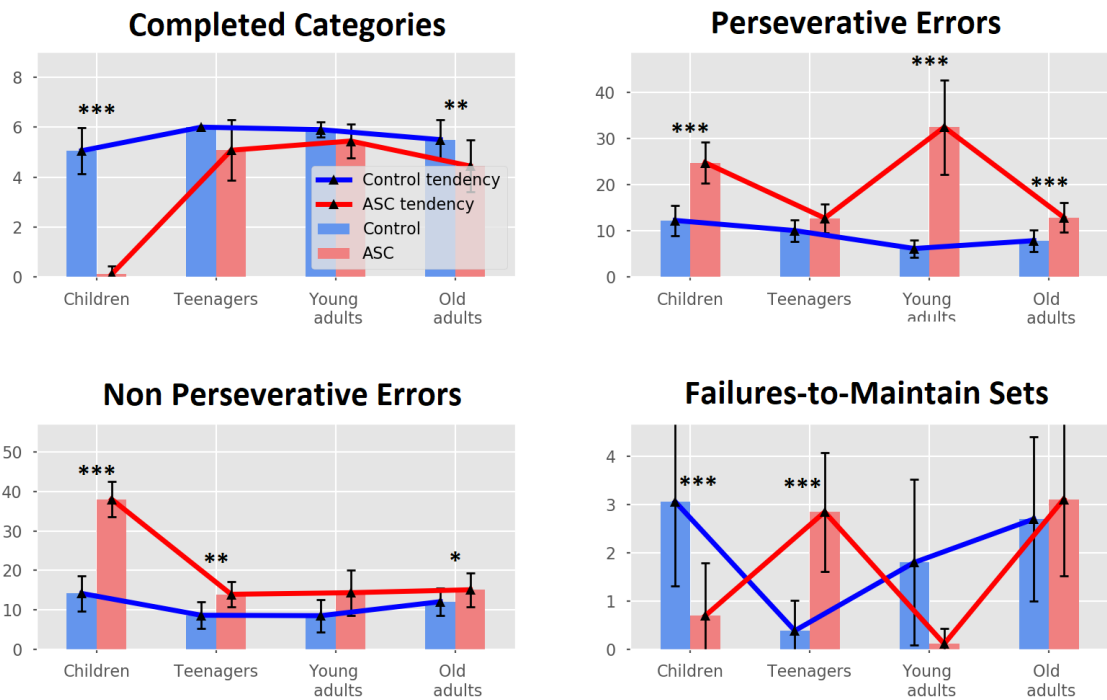 Completed Categories
8
6
4
2
0
***
**
Control tendency
ASC tendency
Control
ASC
Children
Teenagers
Young
adults
Old
adults
Perseverative Errors
40
30
20
10
0
***
***
***
Children
Teenagers
Young
adults
Old
adults
Non Perseverative Errors
50
40
30
20
10
0
***
**
*
Children
Teenagers
Young
adults
Old
adults
Failures-to-Maintain Sets
4
3
2
1
0
***
***
Children
Teenagers
Young
adults
Old
adults